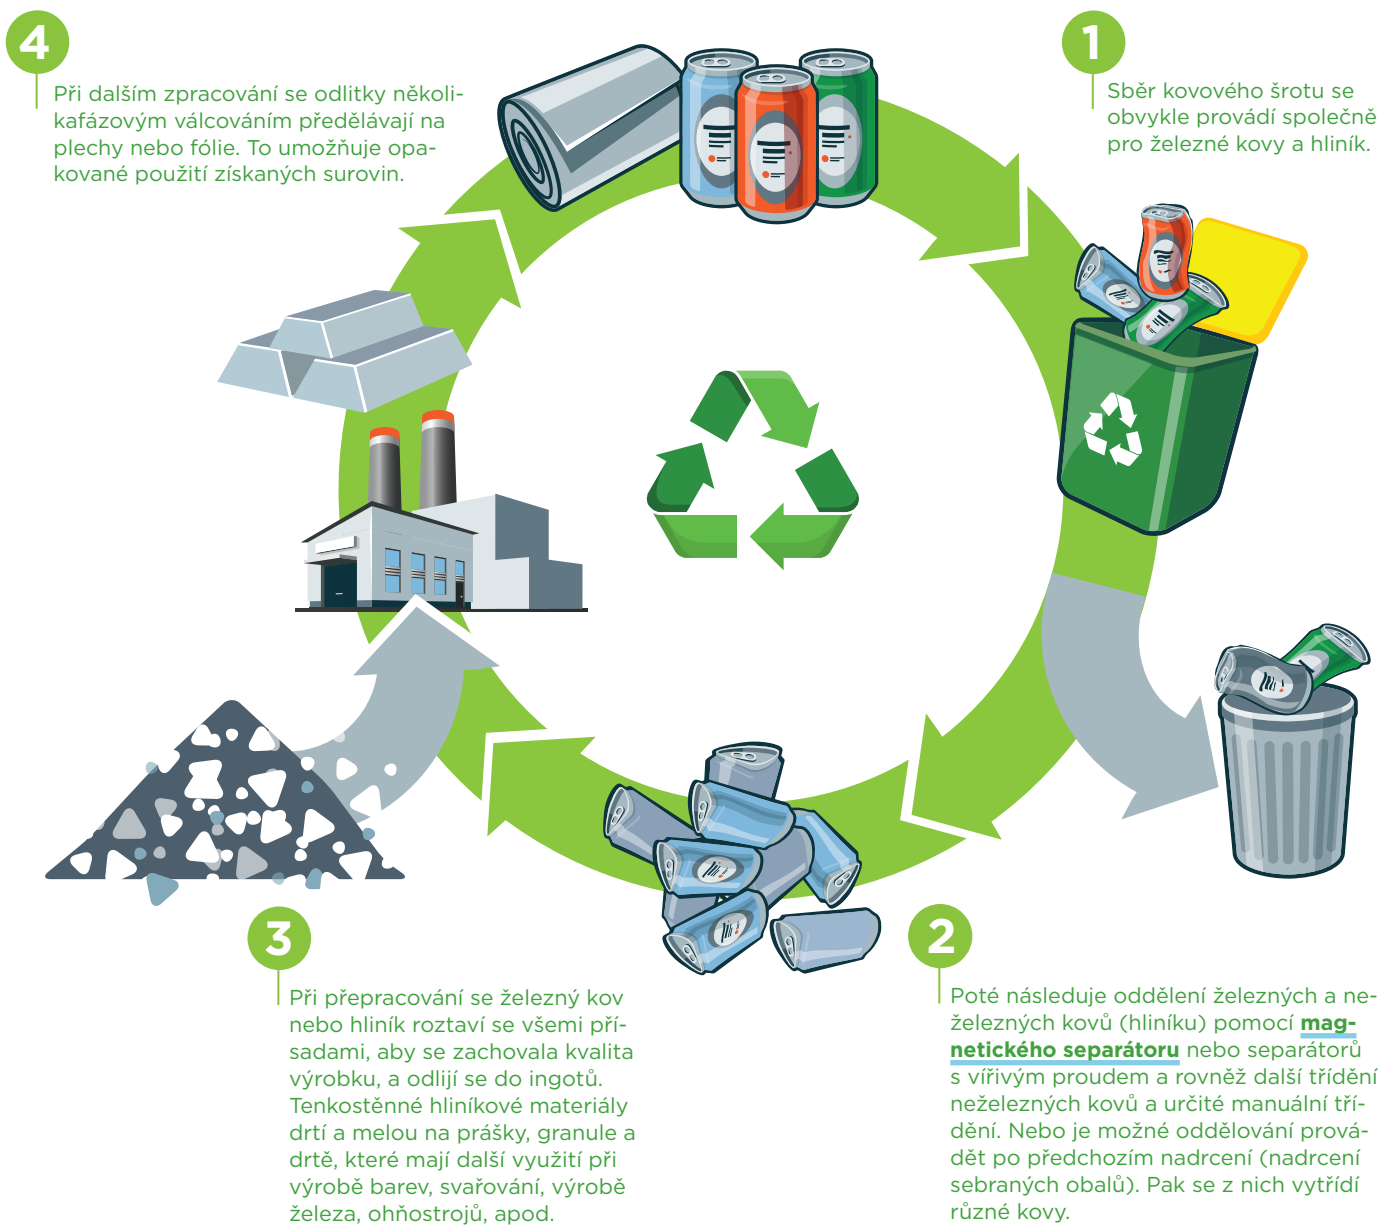 1
Sběr kovového šrotu se
obvykle provádí společně
pro železné kovy a hliník.
2
Poté následuje oddělení železných a ne-
železných kovů (hliníku) pomocí mag-
netického separátoru nebo separátorů
s vířivým proudem a rovněž další třídění
neželezných kovů a určité manuální tří-
dění. Nebo je možné oddělování prová-
dět po předchozím nadrcení (nadrcení
sebraných obalů). Pak se z nich vytřídí
různé kovy.
3
Při přepracování se železný kov
nebo hliník roztaví se všemi pří-
sadami, aby se zachovala kvalita
výrobku, a odlijí se do ingotů.
Tenkostěnné hliníkové materiály
drtí a melou na prášky, granule a
drtě, které mají další využití při
výrobě barev, svařování, výrobě
železa, ohňostrojů, apod.
4
Při dalším zpracování se odlitky několi-
kafázovým válcováním předělávají na
plechy nebo fólie. To umožňuje opa-
kované použití získaných surovin.